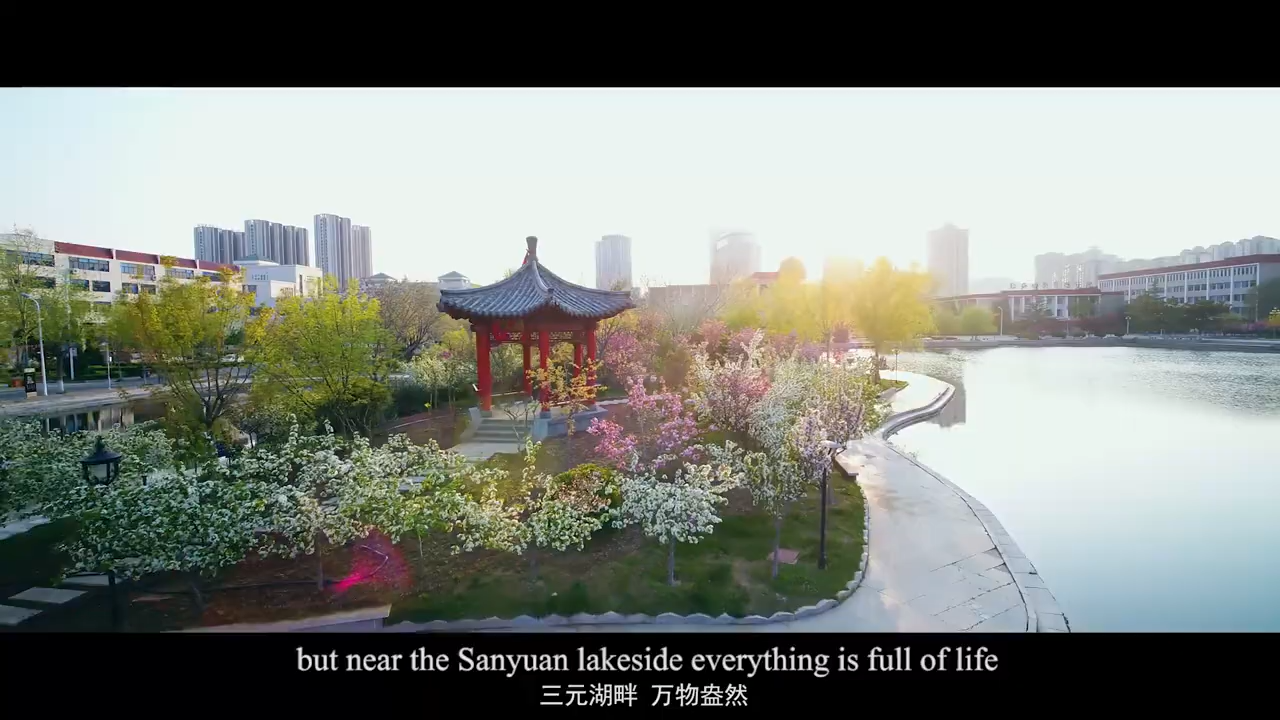 but near the Sanyuan lakeside everything is full of life
三元湖畔 万物盎然